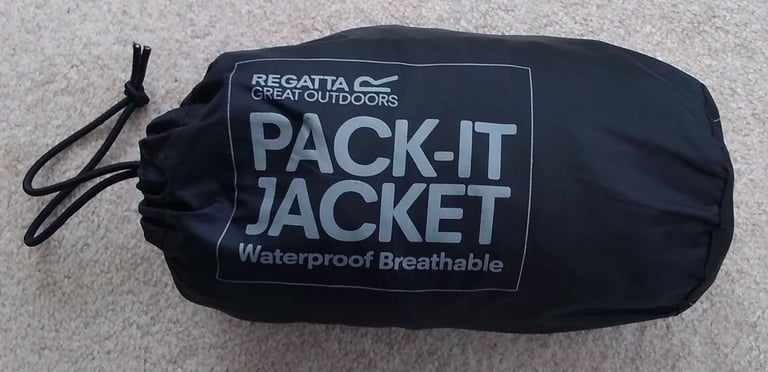 REGATTA
GREAT OUTDOORS
PACK-IT
JACKET
Waterproof Breathable